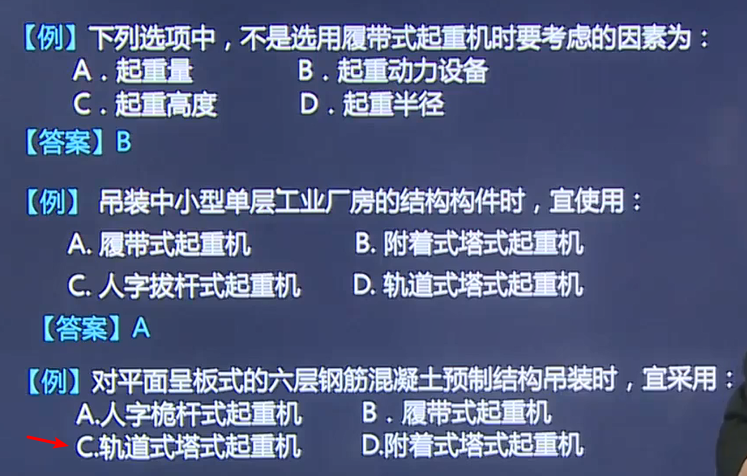 【例】下列选项中，不是选用履带式起重机时要考虑的因素为：
A．起重量 B．起重动力设备
C．起重高度 D．起重半径
【答案】B
【例】 吊装中小型单层工业厂房的结构构件时，宜使用：
A. 履带式起重机 B. 附着式塔式起重机
C. 人字拔杆式起重机 D. 轨道式塔式起重机
【答案】A
【例】对平面呈板式的六层钢筋混凝土预制结构吊装时，宜采用：
A.人字桅杆式起重机 B．履带式起重机
C.轨道式塔式起重机 D.附着式塔式起重机